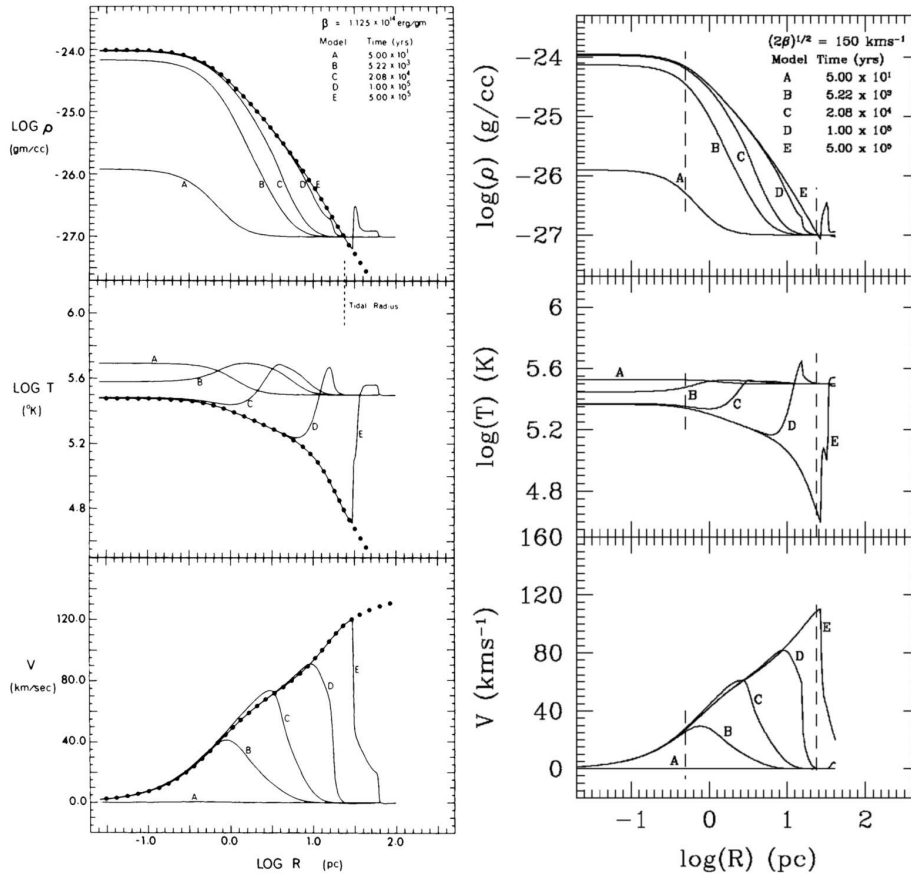 β = 1.125 x 10¹⁴ erg/gm
Model Time (yrs)
A 5.00 x 10¹
B 5.22 x 10³
C 2.08 x 10⁴
D 1.00 x 10⁵
E 5.00 x 10⁵
-24.0
-25.0
-26.0
-27.0
LOG ρ
(gm/cc)
A
B
C
D
E
Tidal Radius
6.0
5.6
5.2
4.8
LOG T
(°K)
A
B
C
D
E
120.0
80.0
40.0
0.0
V
(km/sec)
A
B
C
D
E
-1.0
0.0
1.0
2.0
LOG R (pc)
(2β)¹/² = 150 kms⁻¹
Model Time (yrs)
A 5.00 x 10¹
B 5.22 x 10³
C 2.08 x 10⁴
D 1.00 x 10⁵
E 5.00 x 10⁵
-24
-25
-26
-27
log(ρ) (g/cc)
A
B
C
D
E
6
5.6
5.2
4.8
log(T) (K)
A
B
C
D
E
160
120
80
40
0
V (kms⁻¹)
A
B
C
D
E
-1
0
1
2
log(R) (pc)